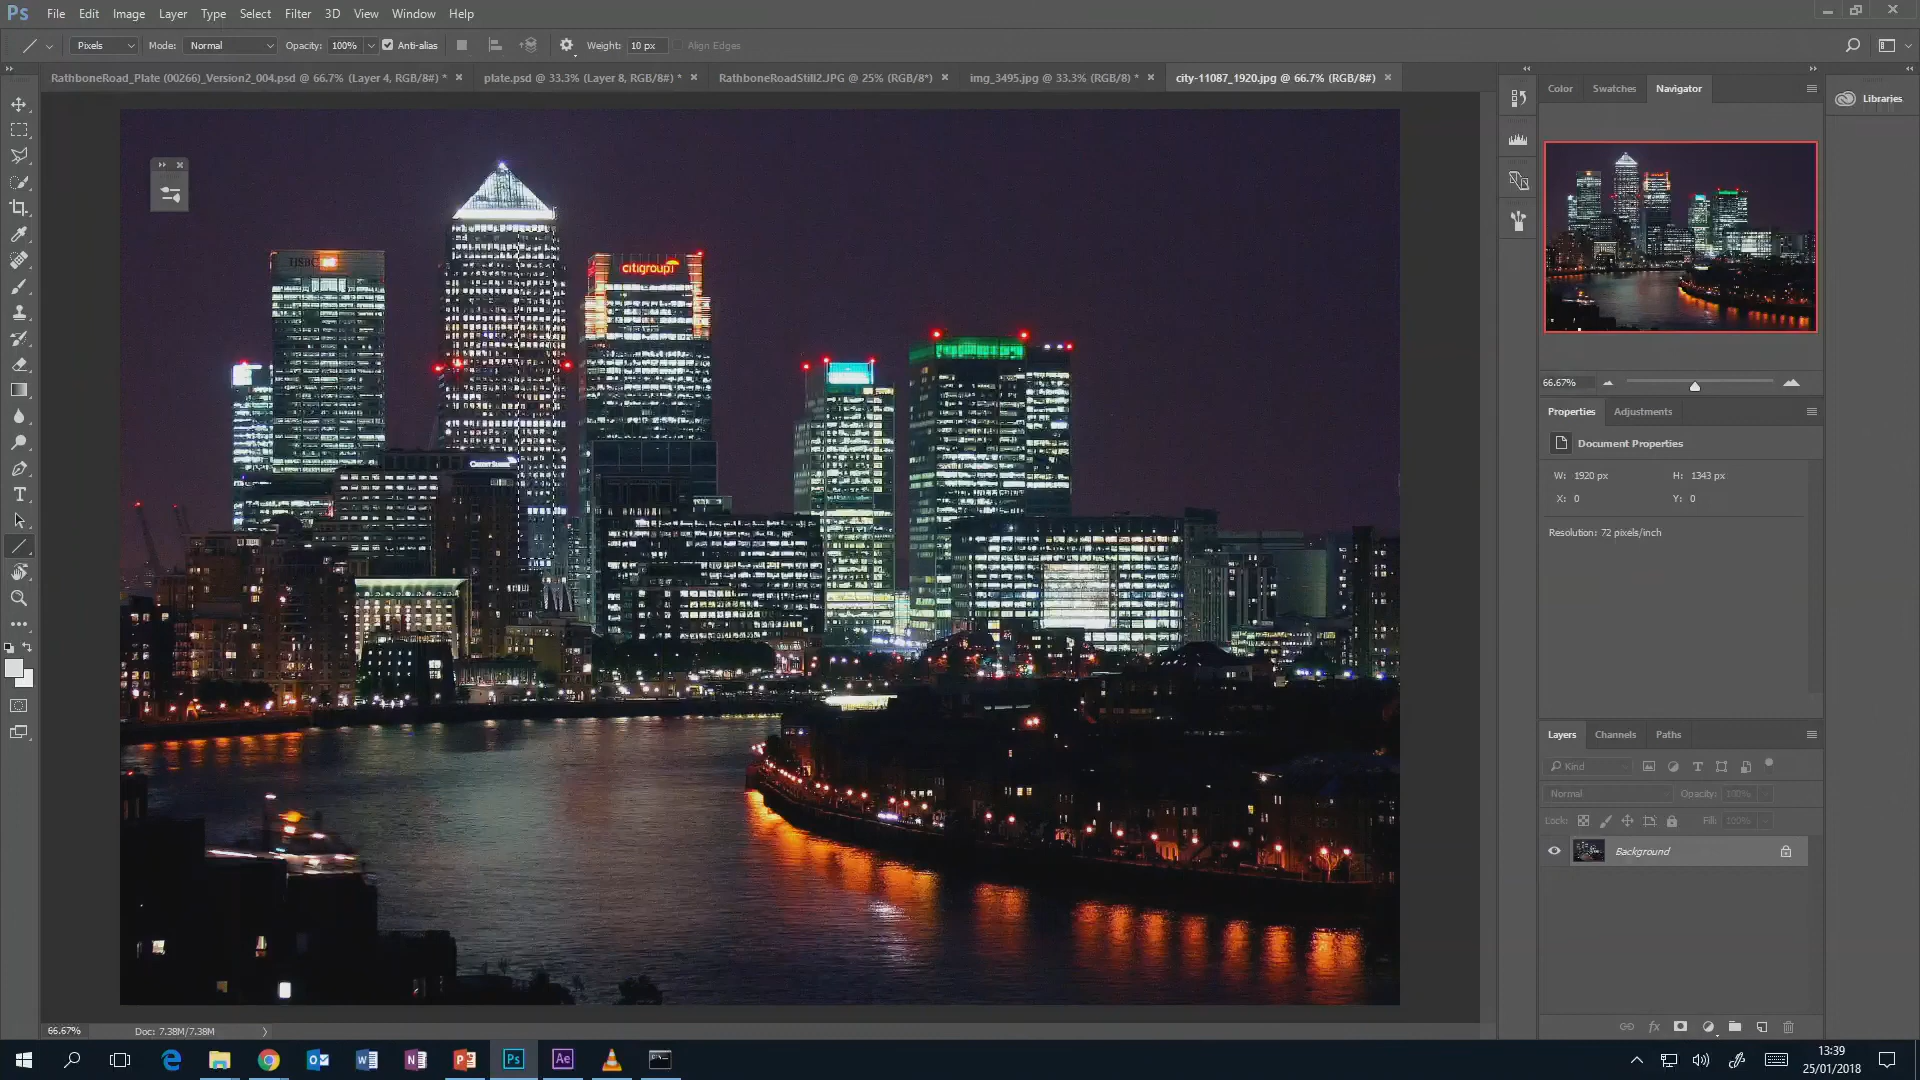 Ps File Edit Image Layer Type Select Filter 3D View Window Help
Pixels Mode: Normal Opacity: 100% Anti-alias Weight: 10 px Align Edges
RathboneRoad_Plate (00266)_Version2_004.psd @ 66.7% (Layer 4, RGB/8#) *
plate.psd @ 33.3% (Layer 8, RGB/8#) *
RathboneRoadStill2.JPG @ 25% (RGB/8*)
img_3495.jpg @ 33.3% (RGB/8) *
city-11087_1920.jpg @ 66.7% (RGB/8#)
Color Swatches Navigator
Libraries
HSBC
citigroup
CREDIT SUISSE
66.67%
Properties Adjustments
Document Properties
W: 1920 px H: 1343 px
X: 0 Y: 0
Resolution: 72 pixels/inch
Layers Channels Paths
Kind
Normal Opacity: 100%
Lock: Fill: 100%
Background
66.67% Doc: 7.38M/7.38M
13:39
25/01/2018